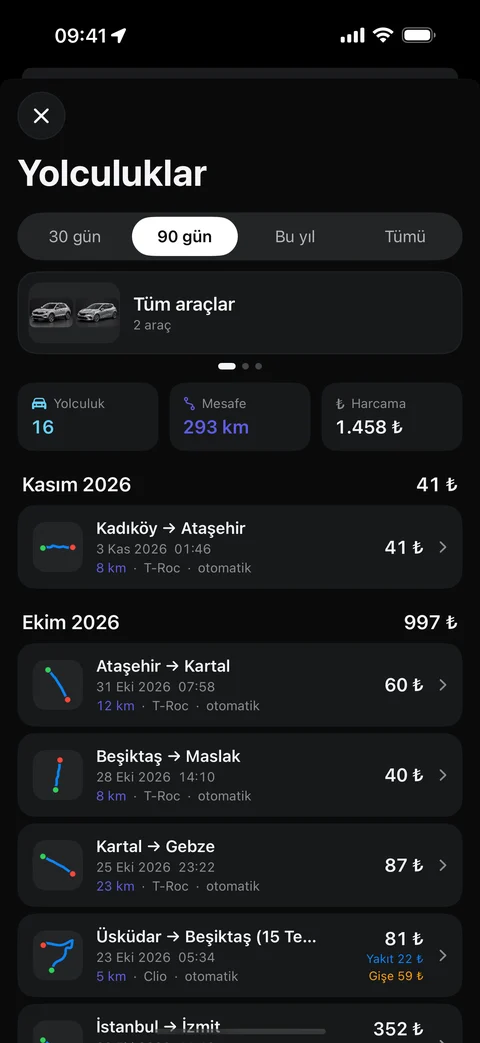 09:41
Yolculuklar
30 gün 90 gün Bu yıl Tümü
Tüm araçlar
2 araç
Yolculuk Mesafe ₺ Harcama
16 293 km 1.458 ₺
Kasım 2026 41 ₺
Kadıköy → Ataşehir
3 Kas 2026 01:46
41 ₺
8 km · T-Roc · otomatik
Ekim 2026 997 ₺
Ataşehir → Kartal
31 Eki 2026 07:58
60 ₺
12 km · T-Roc · otomatik
Beşiktaş → Maslak
28 Eki 2026 14:10
40 ₺
8 km · T-Roc · otomatik
Kartal → Gebze
25 Eki 2026 23:22
87 ₺
23 km · T-Roc · otomatik
Üsküdar → Beşiktaş (15 Te...
81 ₺
23 Eki 2026 05:34
Yakıt 22 ₺
5 km · Clio · otomatik
Gişe 59 ₺
İstanbul → İzmit
352 ₺